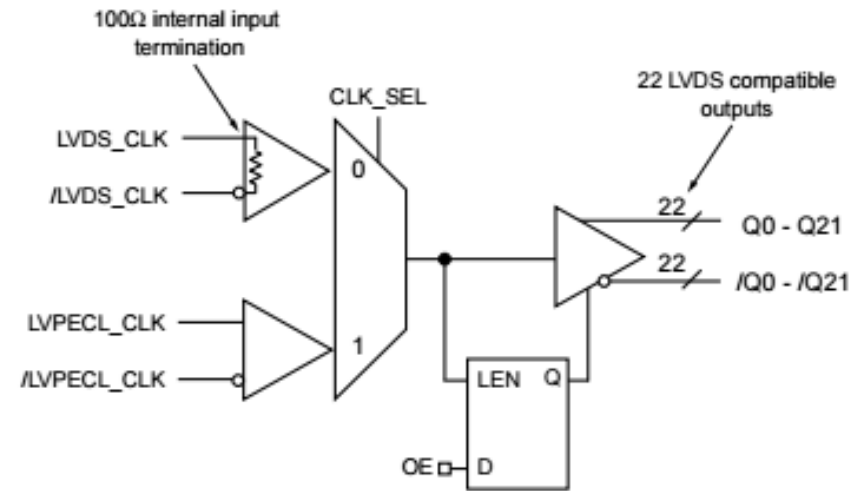 100Ω internal input
termination
CLK_SEL
22 LVDS compatible
outputs
LVDS_CLK
/LVDS_CLK
0
22
Q0 - Q21
22
/Q0 - /Q21
LVPECL_CLK
/LVPECL_CLK
1
LEN Q
OE D